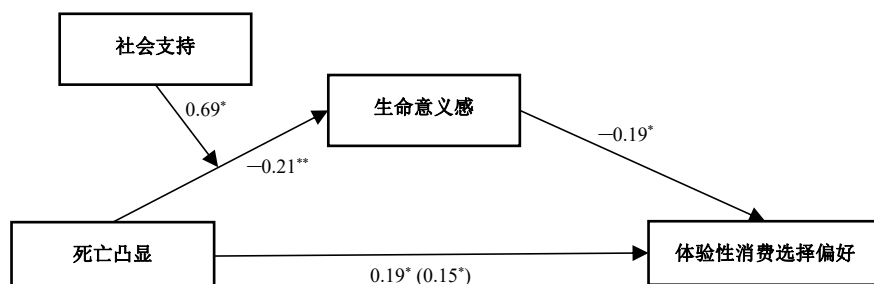 社会支持
0.69*
生命意义感
—0.21**
—0.19*
死亡凸显
体验性消费选择偏好
0.19* (0.15*)